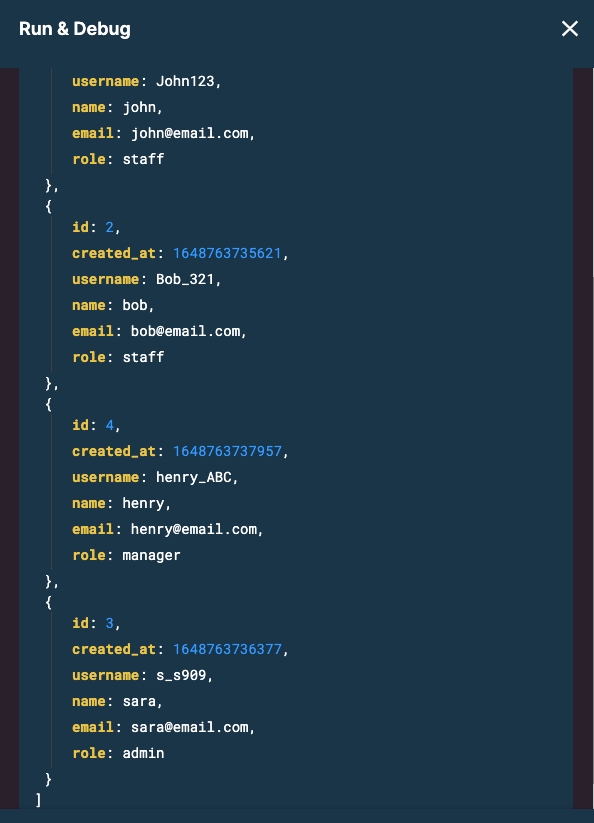 Run & Debug
username: John123,
name: john,
email: john@email.com,
role: staff
},
{
id: 2,
created_at: 1648763735621,
username: Bob_321,
name: bob,
email: bob@email.com,
role: staff
},
{
id: 4,
created_at: 1648763737957,
username: henry_ABC,
name: henry,
email: henry@email.com,
role: manager
},
{
id: 3,
created_at: 1648763736377,
username: s_s909,
name: sara,
email: sara@email.com,
role: admin
}
]